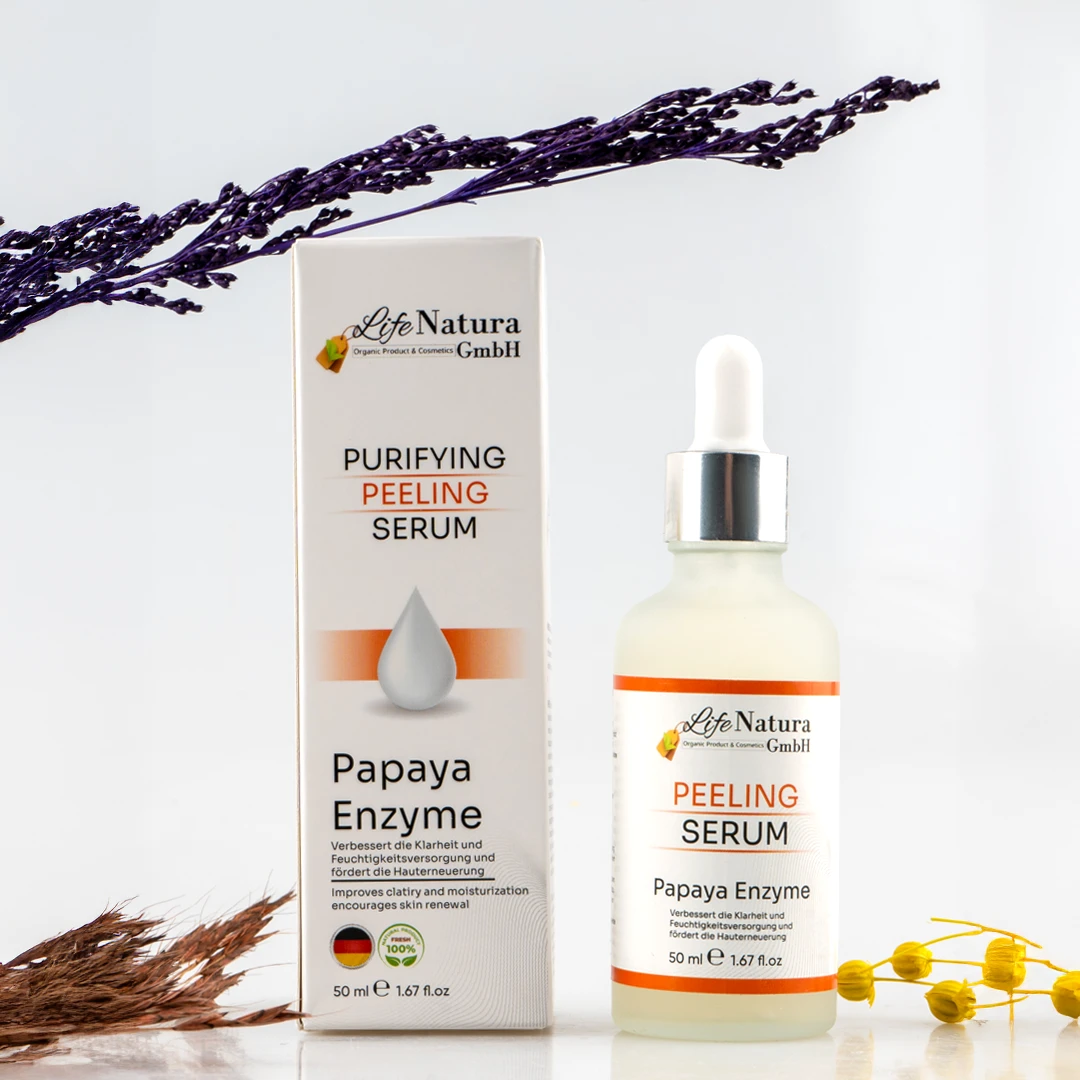 Life Natura
Organic Product & Cosmetics GmbH
PURIFYING
PEELING
SERUM
Papaya
Enzyme
Verbessert die Klarheit und
Feuchtigkeitsversorgung und
fördert die Hauterneuerung
Improves clatiry and moisturization
encourages skin renewal
NATURAL PRODUCT
FRESH
100%
50 ml e 1.67 fl.oz
Life Natura
Organic Product & Cosmetics GmbH
PEELING
SERUM
Papaya Enzyme
Verbessert die Klarheit und
Feuchtigkeitsversorgung und
fördert die Hauterneuerung
50 ml e 1.67 fl.oz